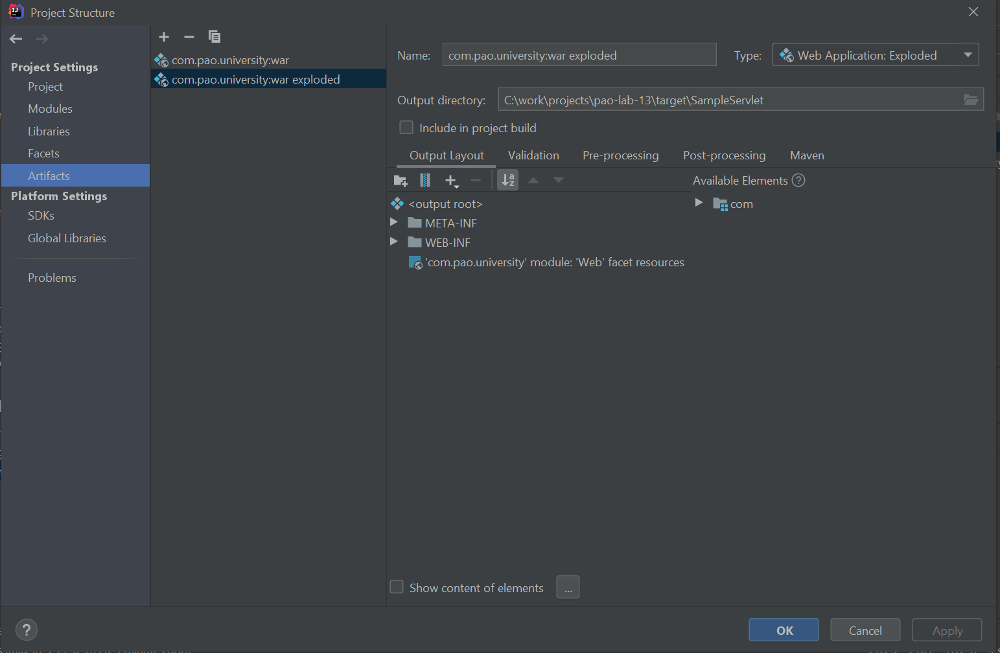 Project Structure
Project Settings
Project
Modules
Libraries
Facets
Artifacts
Platform Settings
SDKs
Global Libraries
Problems
com.pao.university:war
com.pao.university:war exploded
Name: com.pao.university:war exploded Type: Web Application: Exploded
Output directory: C:\work\projects\pao-lab-13\target\SampleServlet
Include in project build
Output Layout Validation Pre-processing Post-processing Maven
Available Elements ?
<output root>
META-INF
WEB-INF
'com.pao.university' module: 'Web' facet resources
com
Show content of elements ...
? OK Cancel Apply